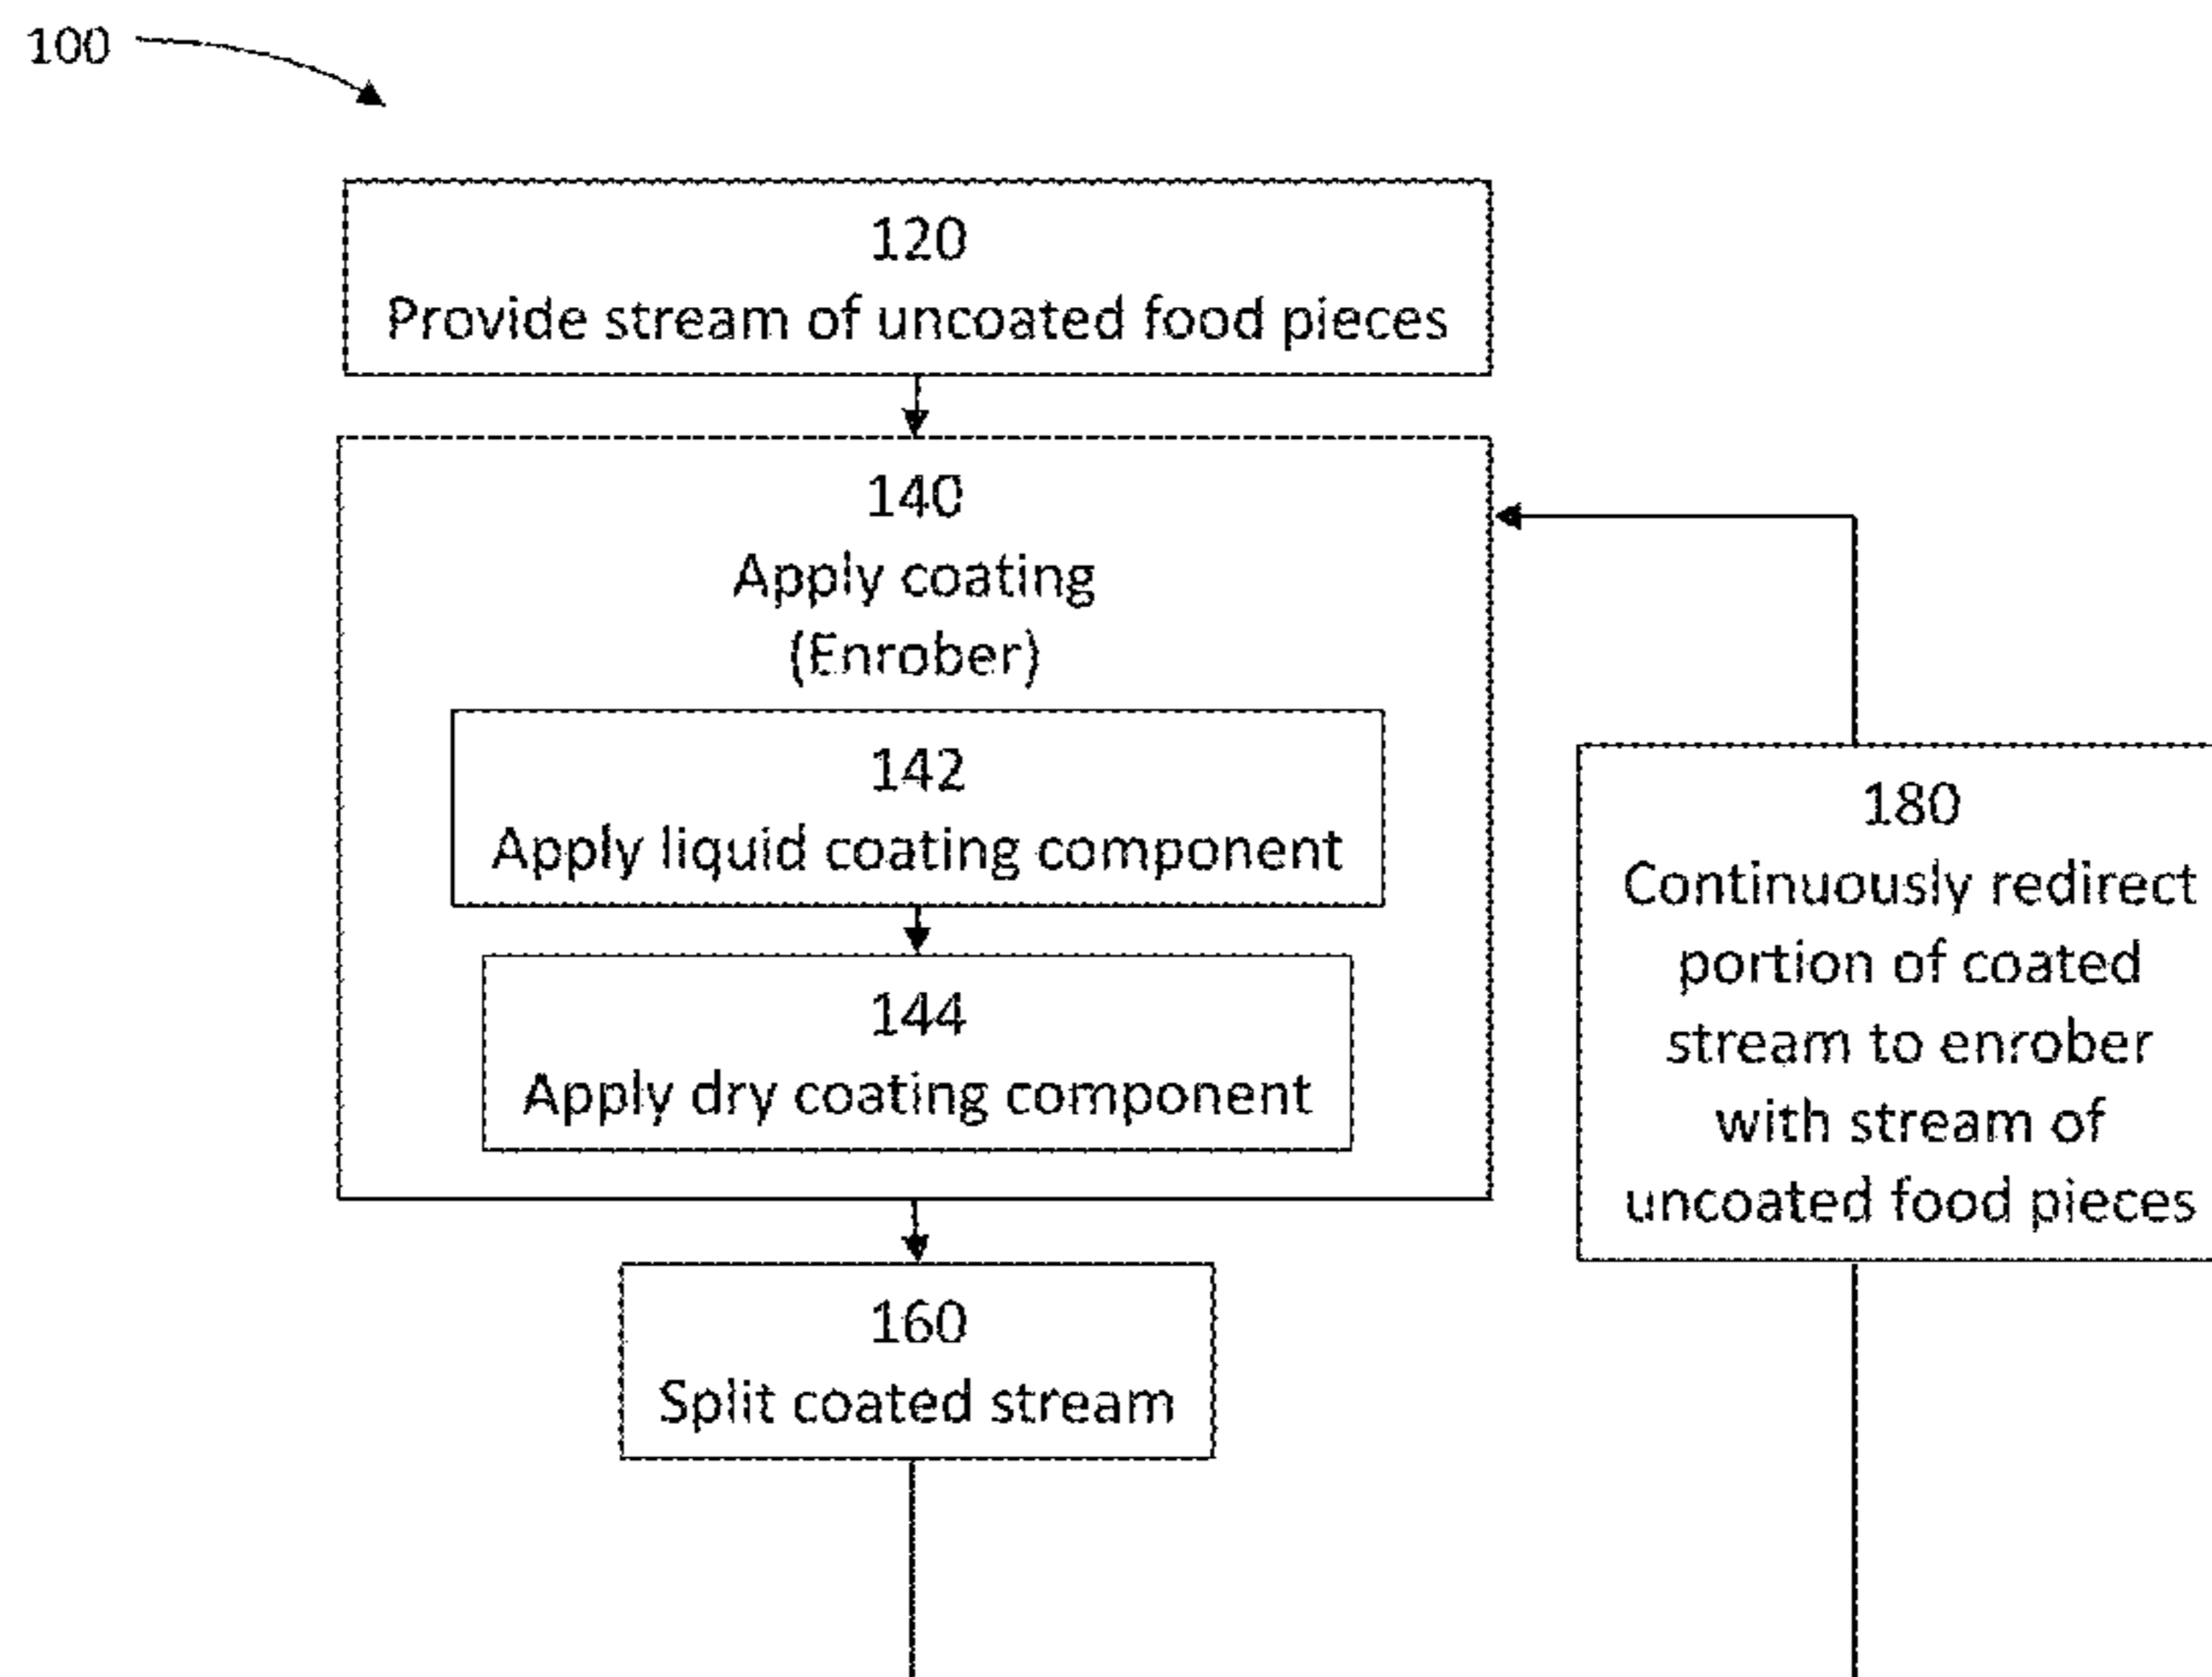 100
120
Provide stream of uncoated food pieces
140
Apply coating
(Enrober)
142
Apply liquid coating component
144
Apply dry coating component
160
Split coated stream
180
Continuously redirect
portion of coated
stream to enrober
with stream of
uncoated food pieces